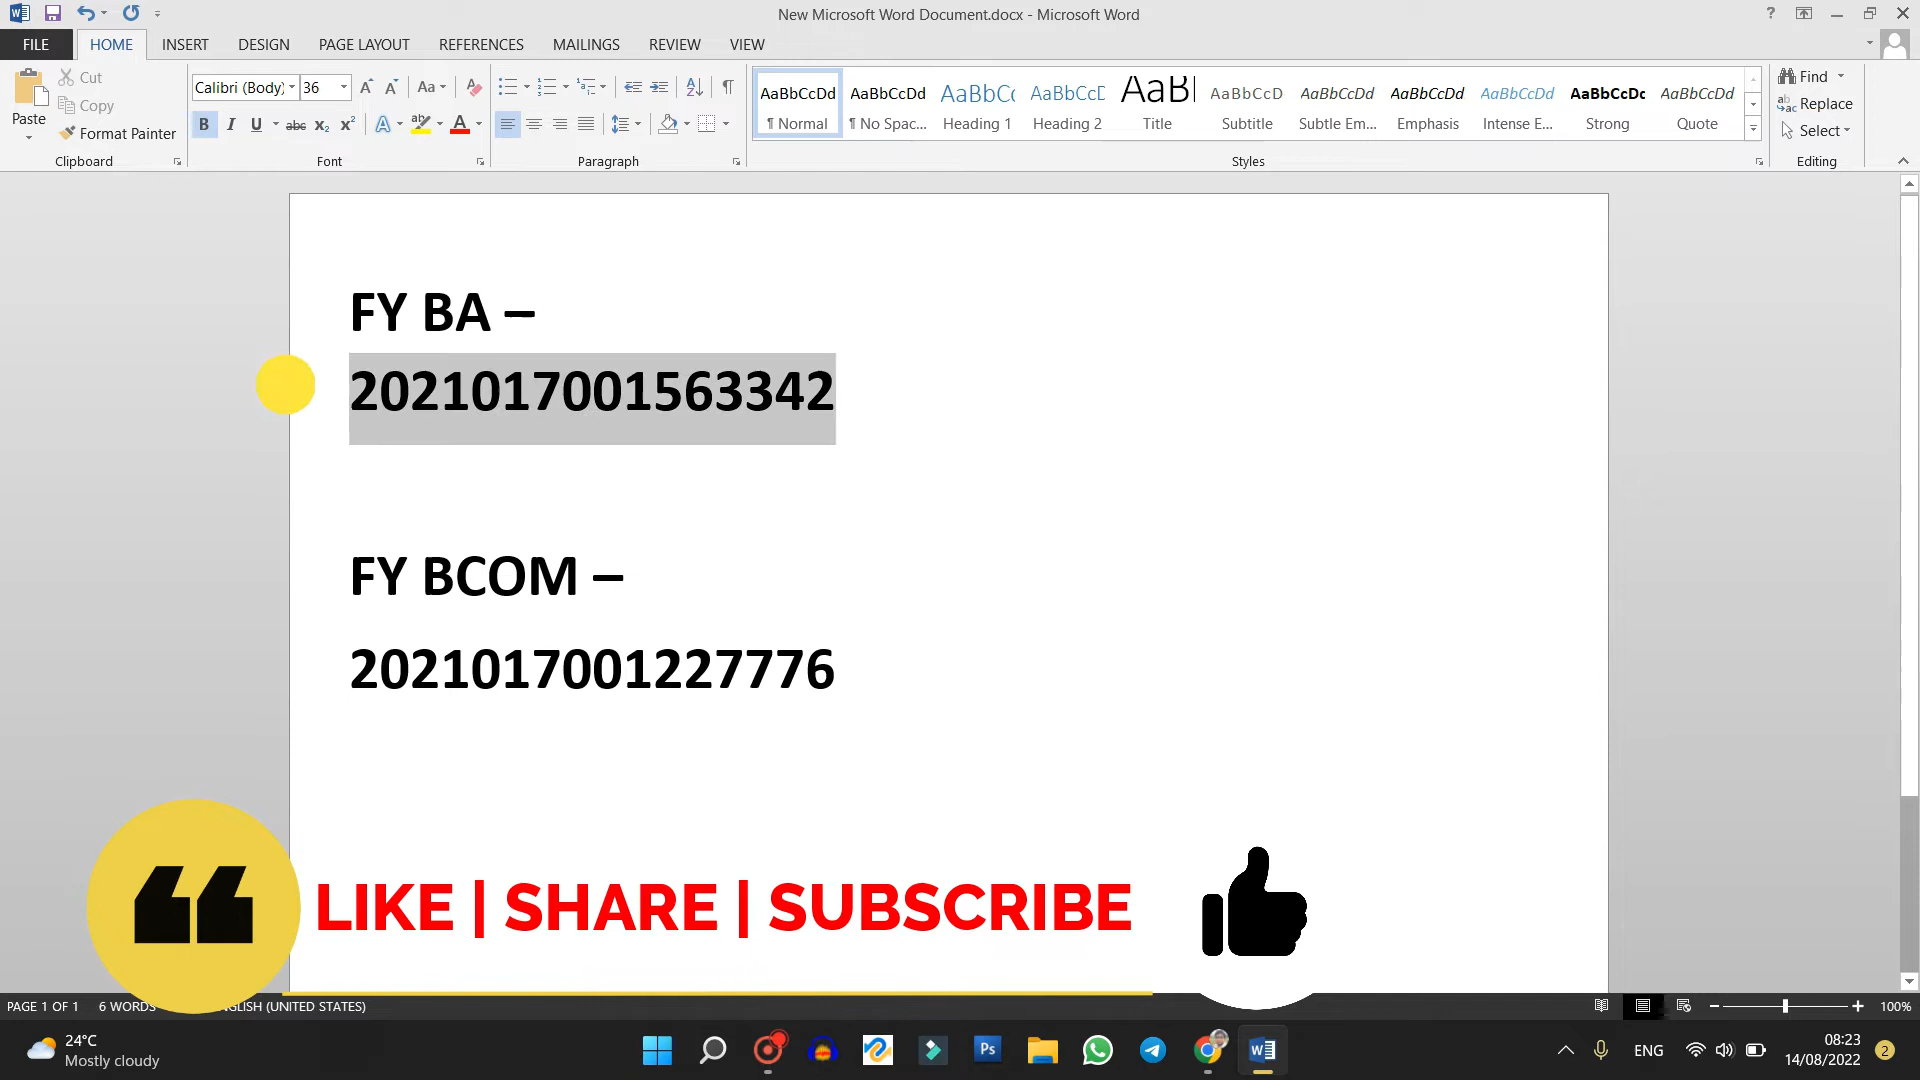 New Microsoft Word Document.docx - Microsoft Word
FILE HOME INSERT DESIGN PAGE LAYOUT REFERENCES MAILINGS REVIEW VIEW
Paste
Cut
Copy
Format Painter
Clipboard
Calibri (Body) 36
Font
Paragraph
AaBbCcDd AaBbCcDd AaBbC AaBbCc AaBl AaBbCcD AaBbCcDd AaBbCcDd AaBbCcDd AaBbCcDc AaBbCcDd
¶ Normal ¶ No Spac... Heading 1 Heading 2 Title Subtitle Subtle Em... Emphasis Intense E... Strong Quote
Styles
Find
Replace
Select
Editing
FY BA –
2021017001563342
FY BCOM –
2021017001227776
LIKE | SHARE | SUBSCRIBE
PAGE 1 OF 1 6 WORDS (UNITED STATES) 100%
24°C
Mostly cloudy
Ps
ENG
08:23
14/08/2022
2